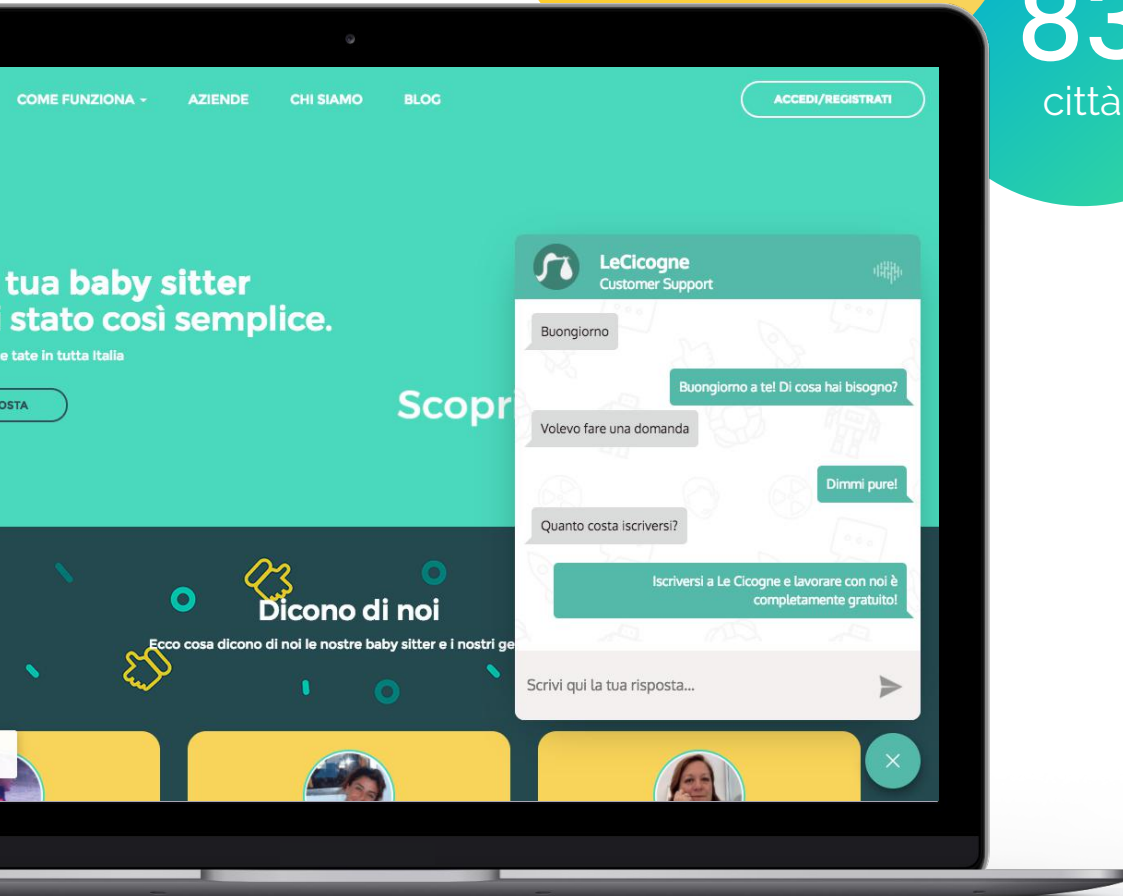 83
città
COME FUNZIONA
AZIENDE
CHI SIAMO
BLOG
ACCEDI/REGISTRATI
tua baby sitter
stato così semplice.
e tate in tutta Italia
OSTA
Scopri
LeCicogne
Customer Support
Buongiorno
Buongiorno a te! Di cosa hai bisogno?
Volevo fare una domanda
Dimmi pure!
Quanto costa iscriversi?
Iscriversi a Le Cicogne e lavorare con noi è
completamente gratuito!
Scrivi qui la tua risposta...
Dicono di noi
Ecco cosa dicono di noi le nostre baby sitter e i nostri ge